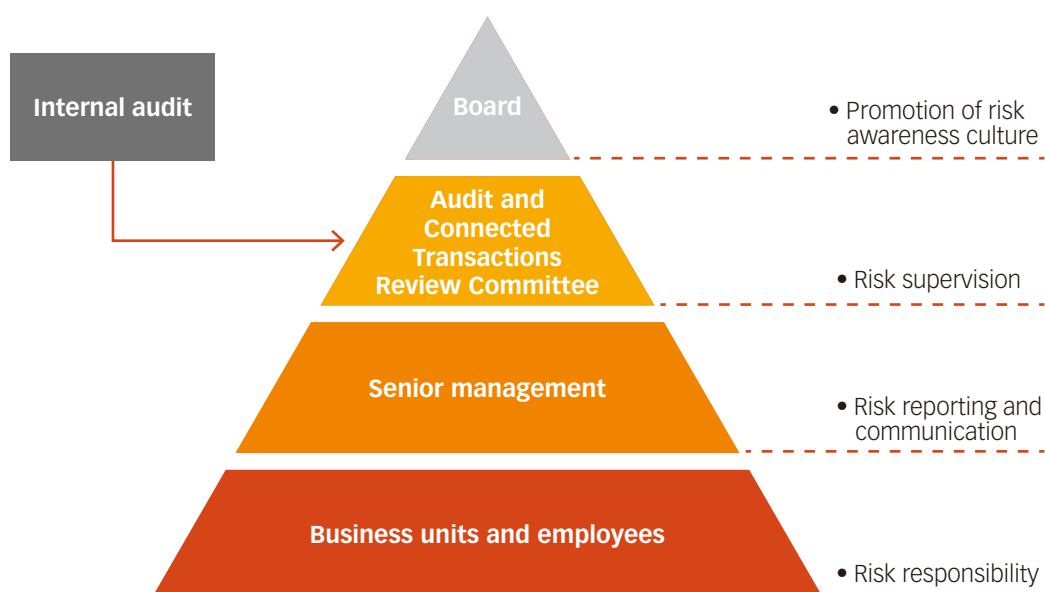 Internal audit
Board
• Promotion of risk
awareness culture
Audit and
Connected
Transactions
Review Committee
• Risk supervision
Senior management
• Risk reporting and
communication
Business units and employees
• Risk responsibility